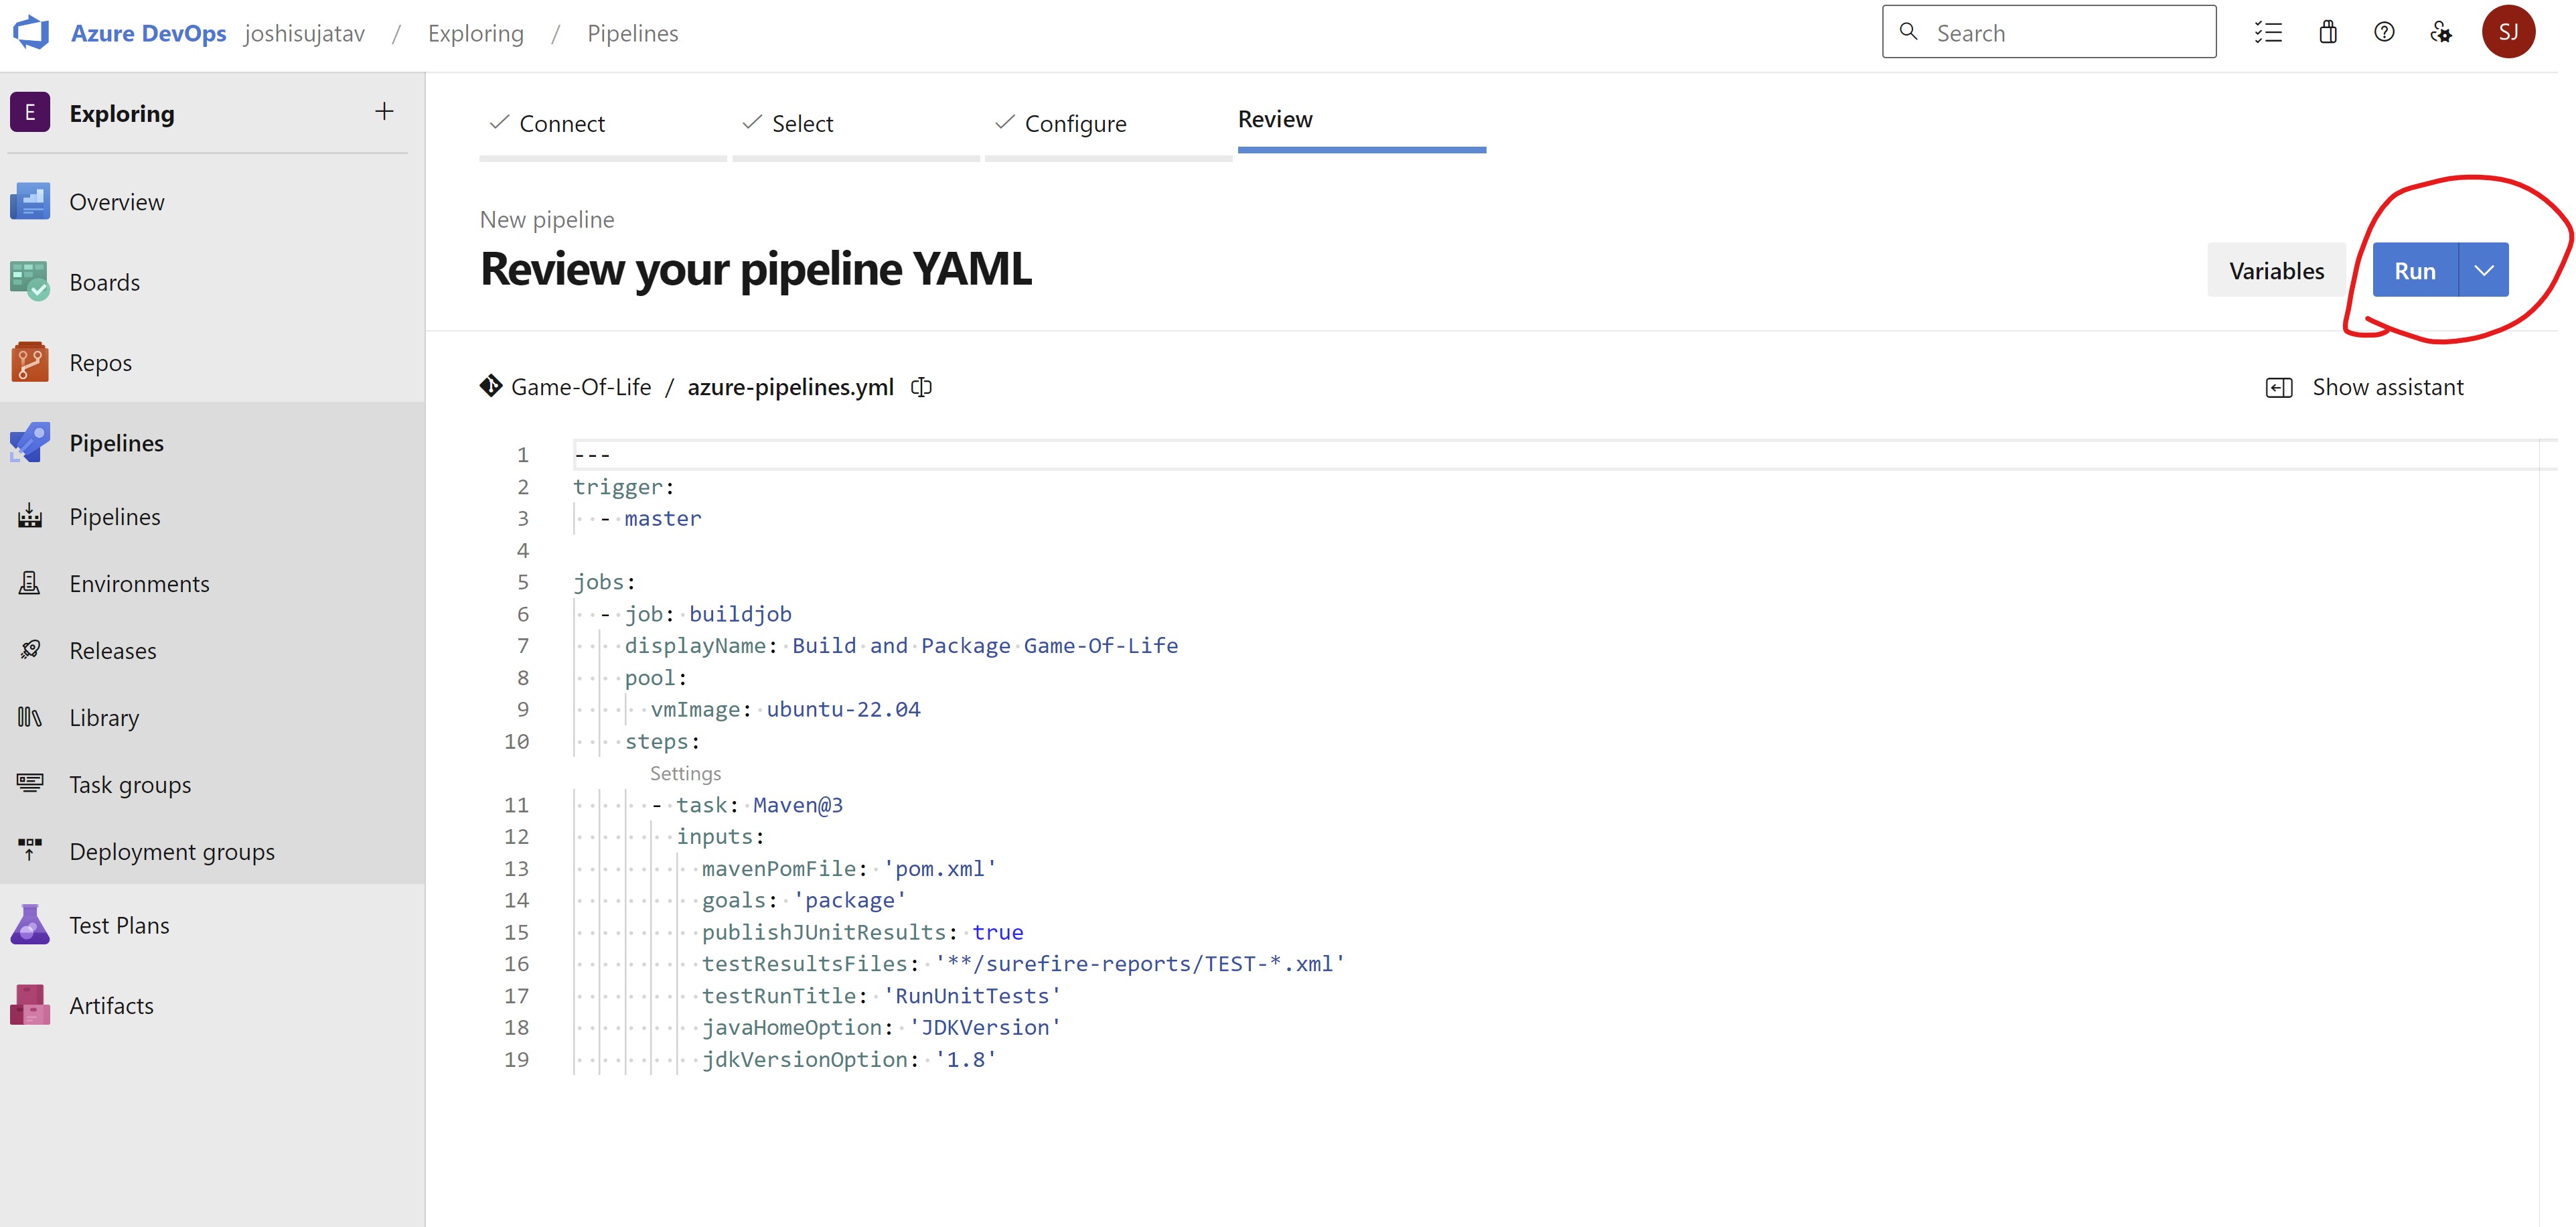 Azure DevOps joshisujatav / Exploring / Pipelines
Search
SJ
E Exploring +
Overview
Boards
Repos
Pipelines
Pipelines
Environments
Releases
Library
Task groups
Deployment groups
Test Plans
Artifacts
Connect Select Configure Review
New pipeline
Review your pipeline YAML
Variables Run
Game-Of-Life / azure-pipelines.yml
Show assistant
1 ---
2 trigger:
3   - master
4
5 jobs:
6   - job: buildjob
7     displayName: Build and Package Game-Of-Life
8     pool:
9       vmImage: ubuntu-22.04
10     steps:
Settings
11       - task: Maven@3
12         inputs:
13           mavenPomFile: 'pom.xml'
14           goals: 'package'
15           publishJUnitResults: true
16           testResultsFiles: '**/surefire-reports/TEST-*.xml'
17           testRunTitle: 'RunUnitTests'
18           javaHomeOption: 'JDKVersion'
19           jdkVersionOption: '1.8'